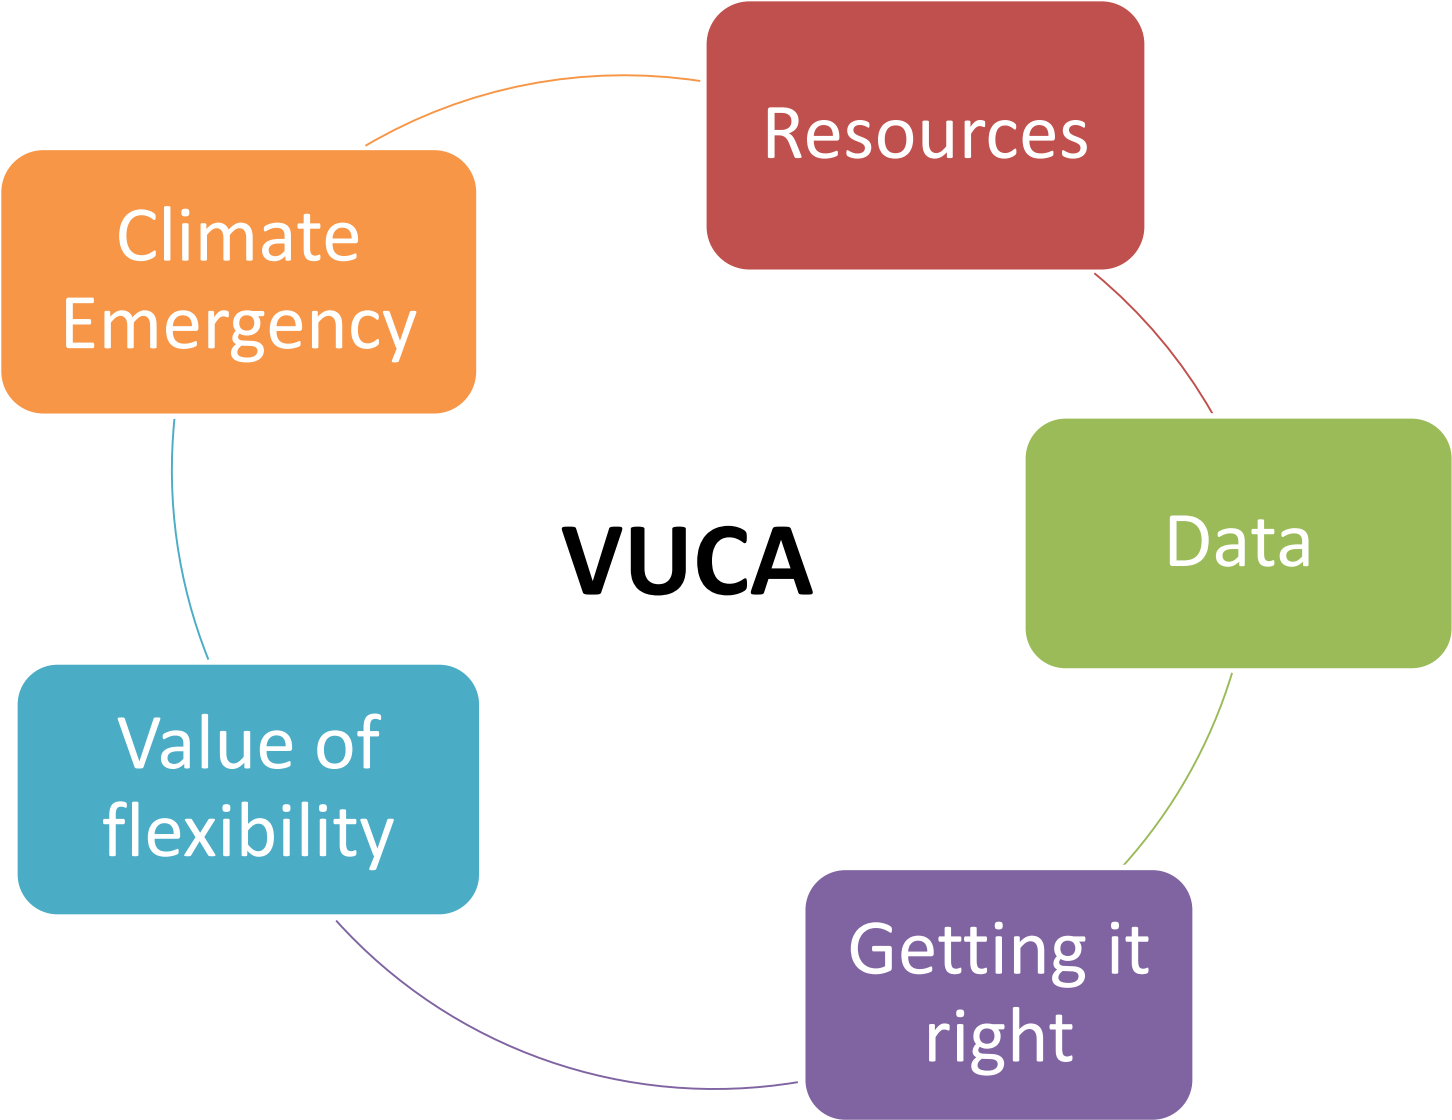 Resources
Climate
Emergency
Data
VUCA
Value of
flexibility
Getting it
right